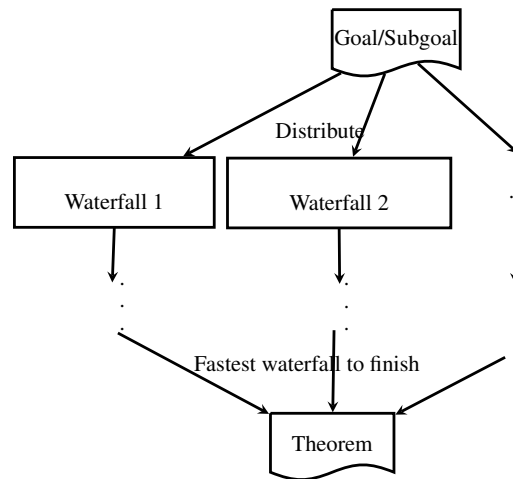 Goal/Subgoal
Distribute
Waterfall 1
Waterfall 2
.
.
.
.
.
.
.
Fastest waterfall to finish
Theorem